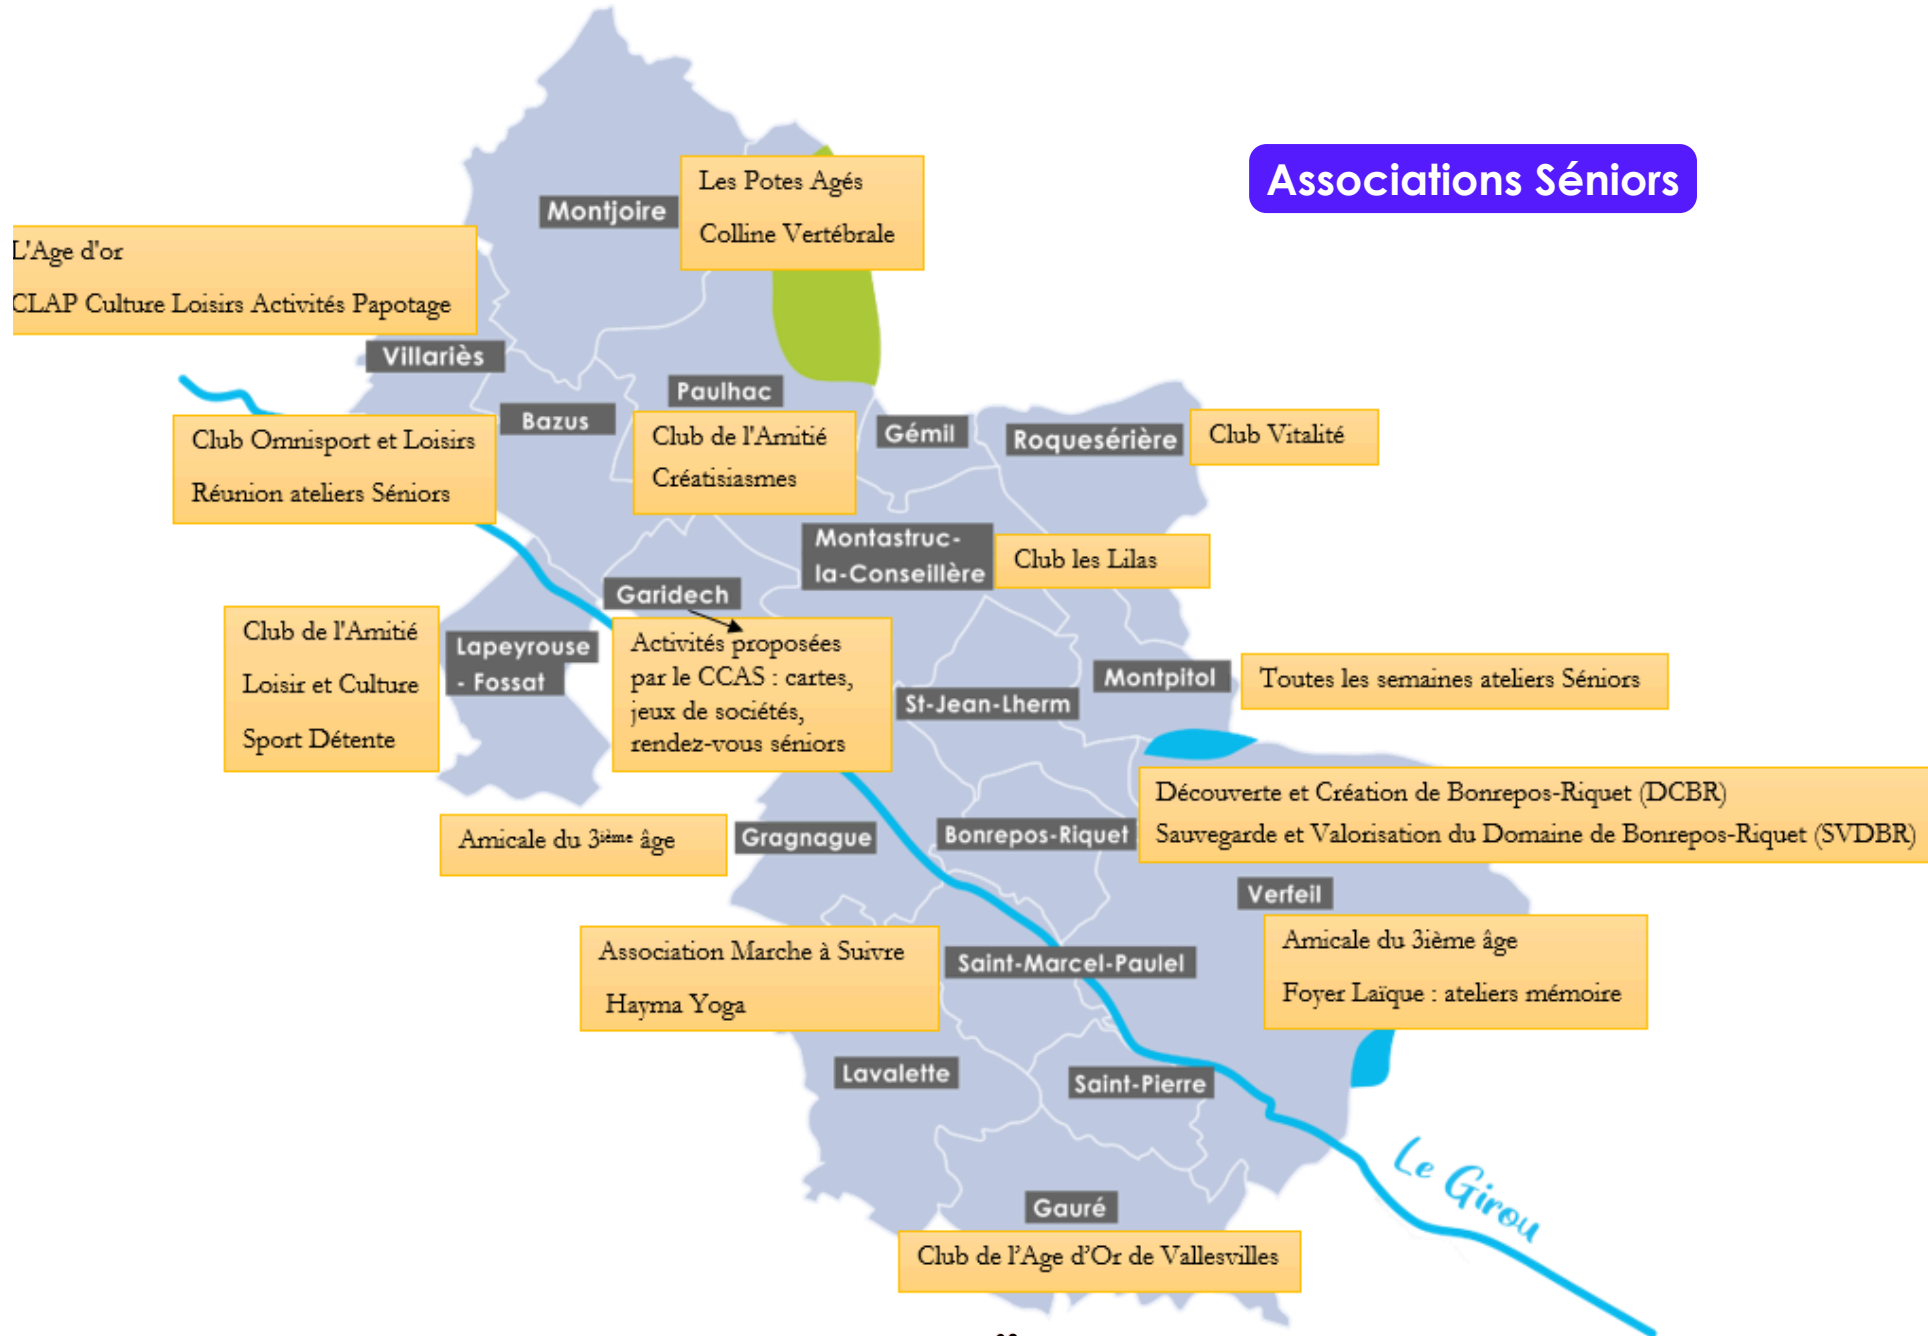 Associations Séniors
Montjoire
Les Potes Agés
Colline Vertébrale
L'Age d'or
CLAP Culture Loisirs Activités Papotage
Villariès
Bazus
Club Omnisport et Loisirs
Réunion ateliers Séniors
Paulhac
Club de l'Amitié
Créatisiasmes
Gémil
Roquesérière
Club Vitalité
Montastruc-
la-Conseillère
Club les Lilas
Garidech
Activités proposées
par le CCAS : cartes,
jeux de sociétés,
rendez-vous séniors
Club de l'Amitié
Loisir et Culture
Sport Détente
Lapeyrouse
- Fossat
St-Jean-Lherm
Montpitol
Toutes les semaines ateliers Séniors
Amicale du 3ième âge
Gragnague
Bonrepos-Riquet
Découverte et Création de Bonrepos-Riquet (DCBR)
Sauvegarde et Valorisation du Domaine de Bonrepos-Riquet (SVDBR)
Verfeil
Amicale du 3ième âge
Foyer Laïque : ateliers mémoire
Association Marche à Suivre
Hayma Yoga
Saint-Marcel-Paulel
Lavalette
Saint-Pierre
Le Girou
Gauré
Club de l’Age d’Or de Vallesvilles